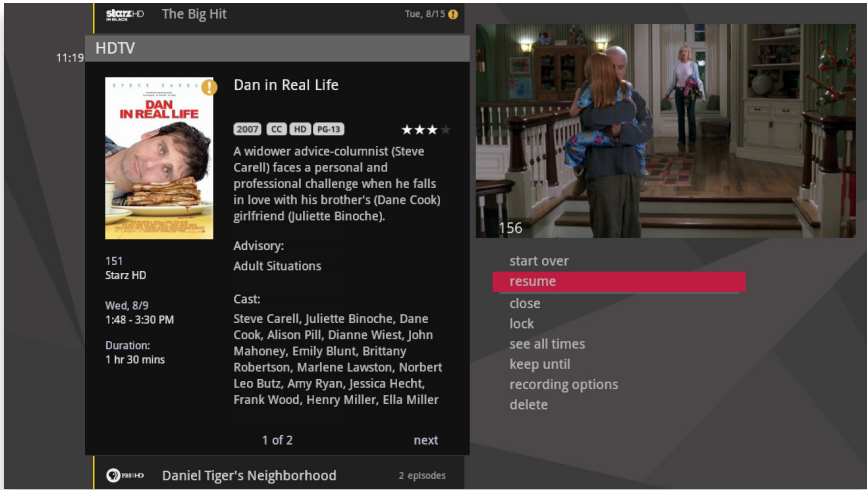 starz HD
IN BLACK
The Big Hit
Tue, 8/15
11:19
HDTV
STEVE CAREL
DAN
IN REAL LIFE
151
Starz HD
Wed, 8/9
1:48 - 3:30 PM
Duration:
1 hr 30 mins
Dan in Real Life
2007 CC HD PG-13
A widower advice-columnist (Steve
Carell) faces a personal and
professional challenge when he falls
in love with his brother's (Dane Cook)
girlfriend (Juliette Binoche).
Advisory:
Adult Situations
Cast:
Steve Carell, Juliette Binoche, Dane
Cook, Alison Pill, Dianne Wiest, John
Mahoney, Emily Blunt, Brittany
Robertson, Marlene Lawston, Norbert
Leo Butz, Amy Ryan, Jessica Hecht,
Frank Wood, Henry Miller, Ella Miller
1 of 2 next
PBS HD
Daniel Tiger's Neighborhood
2 episodes
156
start over
resume
close
lock
see all times
keep until
recording options
delete